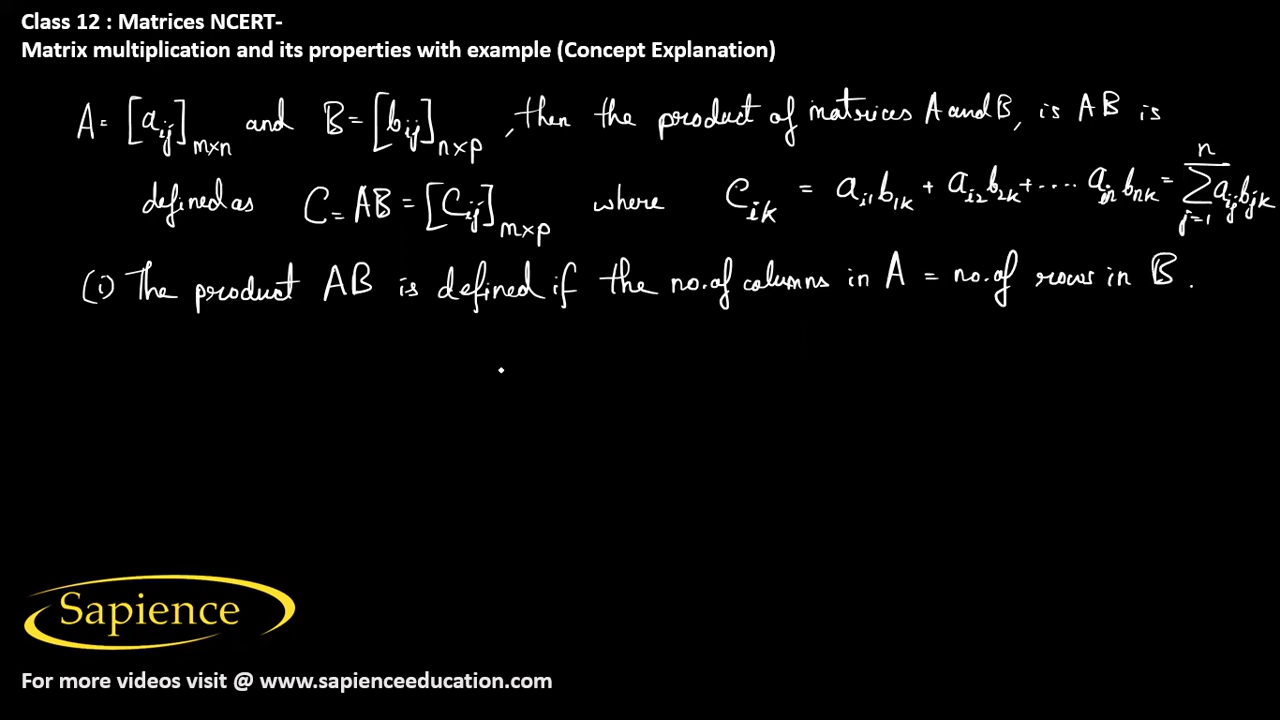 Class 12 : Matrices NCERT-
Matrix multiplication and its properties with example (Concept Explanation)
A = [aij]m×n and B = [bij]n×p , then the product of matrices A and B, is AB is
defined as C = AB = [Cij]m×p where Cik = ai1b1k + ai2b2k + .... ainbnk = n∑j=1 aijbjk
(i) The product AB is defined if the no. of columns in A = no. of rows in B .
Sapience
For more videos visit @ www.sapienceeducation.com